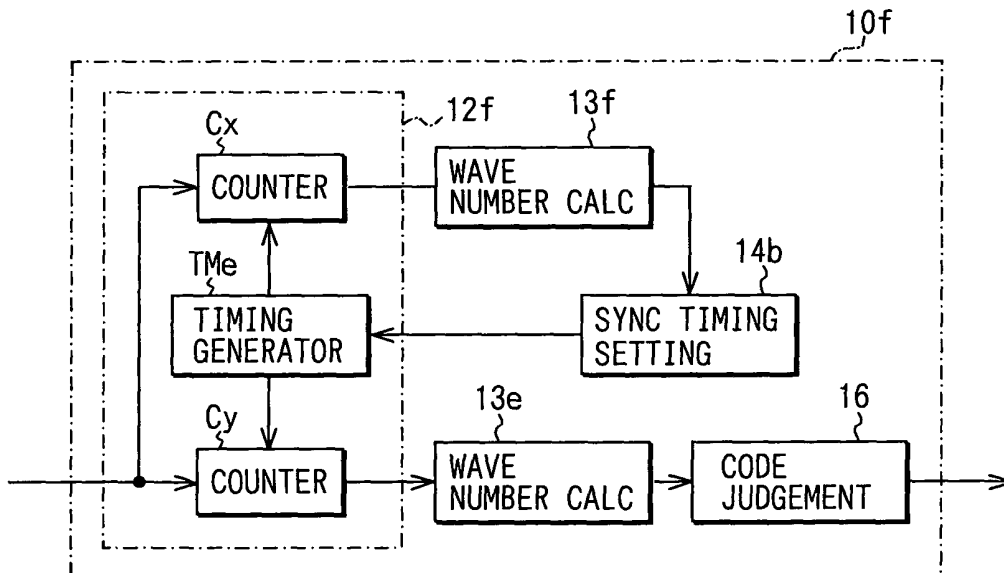 10f
12f
Cx
COUNTER
13f
WAVE
NUMBER CALC
TMe
TIMING
GENERATOR
14b
SYNC TIMING
SETTING
Cy
COUNTER
13e
WAVE
NUMBER CALC
16
CODE
JUDGEMENT